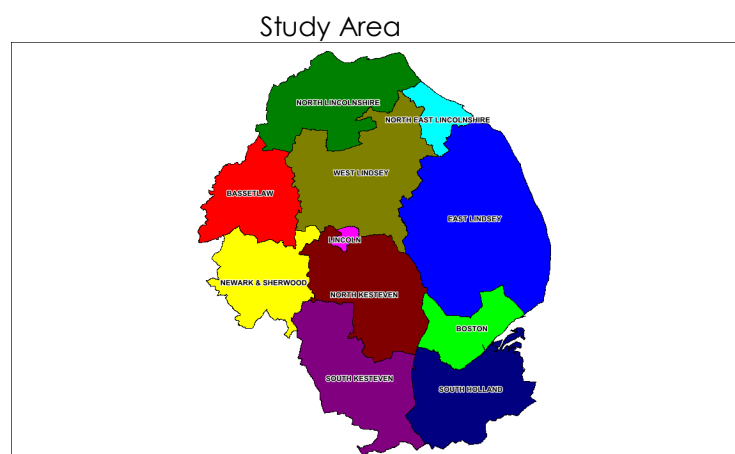 Study Area
NORTH LINCOLNSHIRE
NORTH EAST LINCOLNSHIRE
WEST LINDSEY
BASSETLAW
EAST LINDSEY
LINCOLN
NEWARK & SHERWOOD
NORTH KESTEVEN
BOSTON
SOUTH KESTEVEN
SOUTH HOLLAND